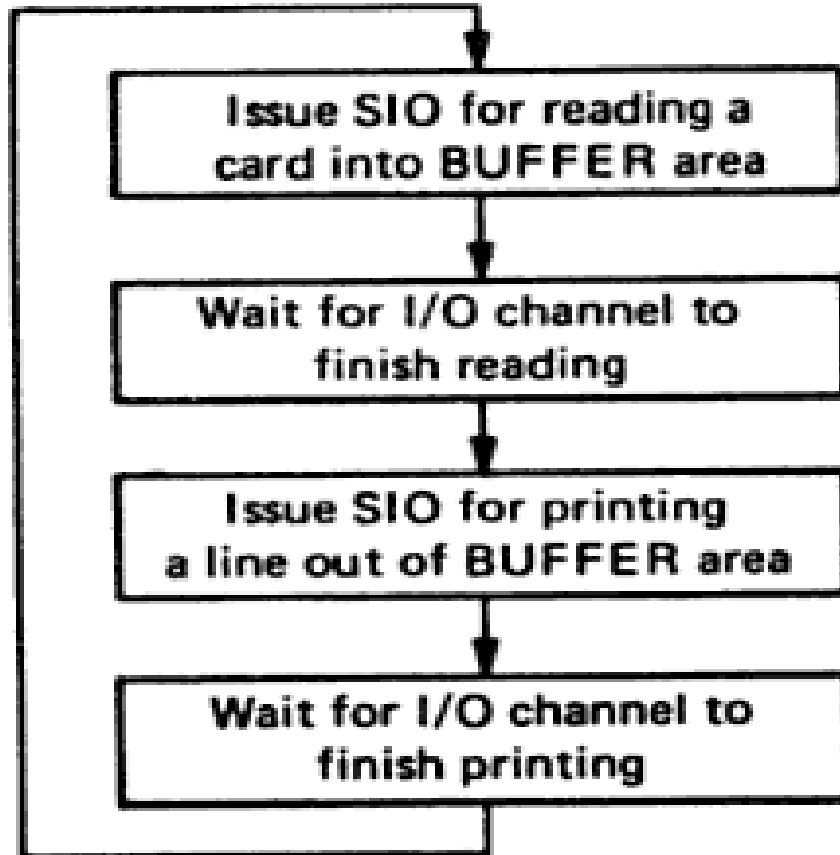 Issue SIO for reading a
card into BUFFER area
Wait for I/O channel to
finish reading
Issue SIO for printing
a line out of BUFFER area
Wait for I/O channel to
finish printing